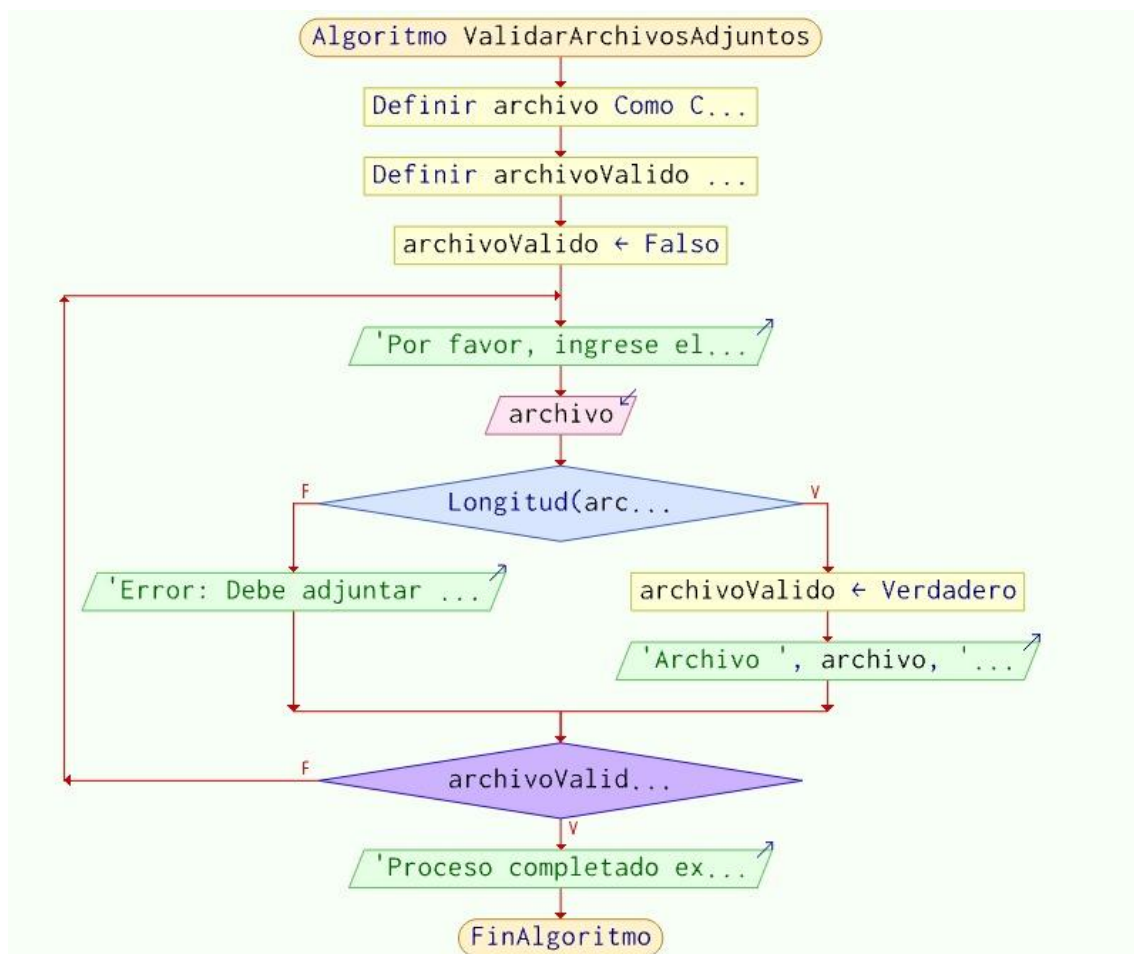 Algoritmo ValidarArchivosAdjuntos
Definir archivo Como C...
Definir archivoValido ...
archivoValido ← Falso
'Por favor, ingrese el...
archivo
F
Longitud(arc...
V
'Error: Debe adjuntar ...
archivoValido ← Verdadero
'Archivo ', archivo, '...
F
archivoValid...
V
'Proceso completado ex...
FinAlgoritmo